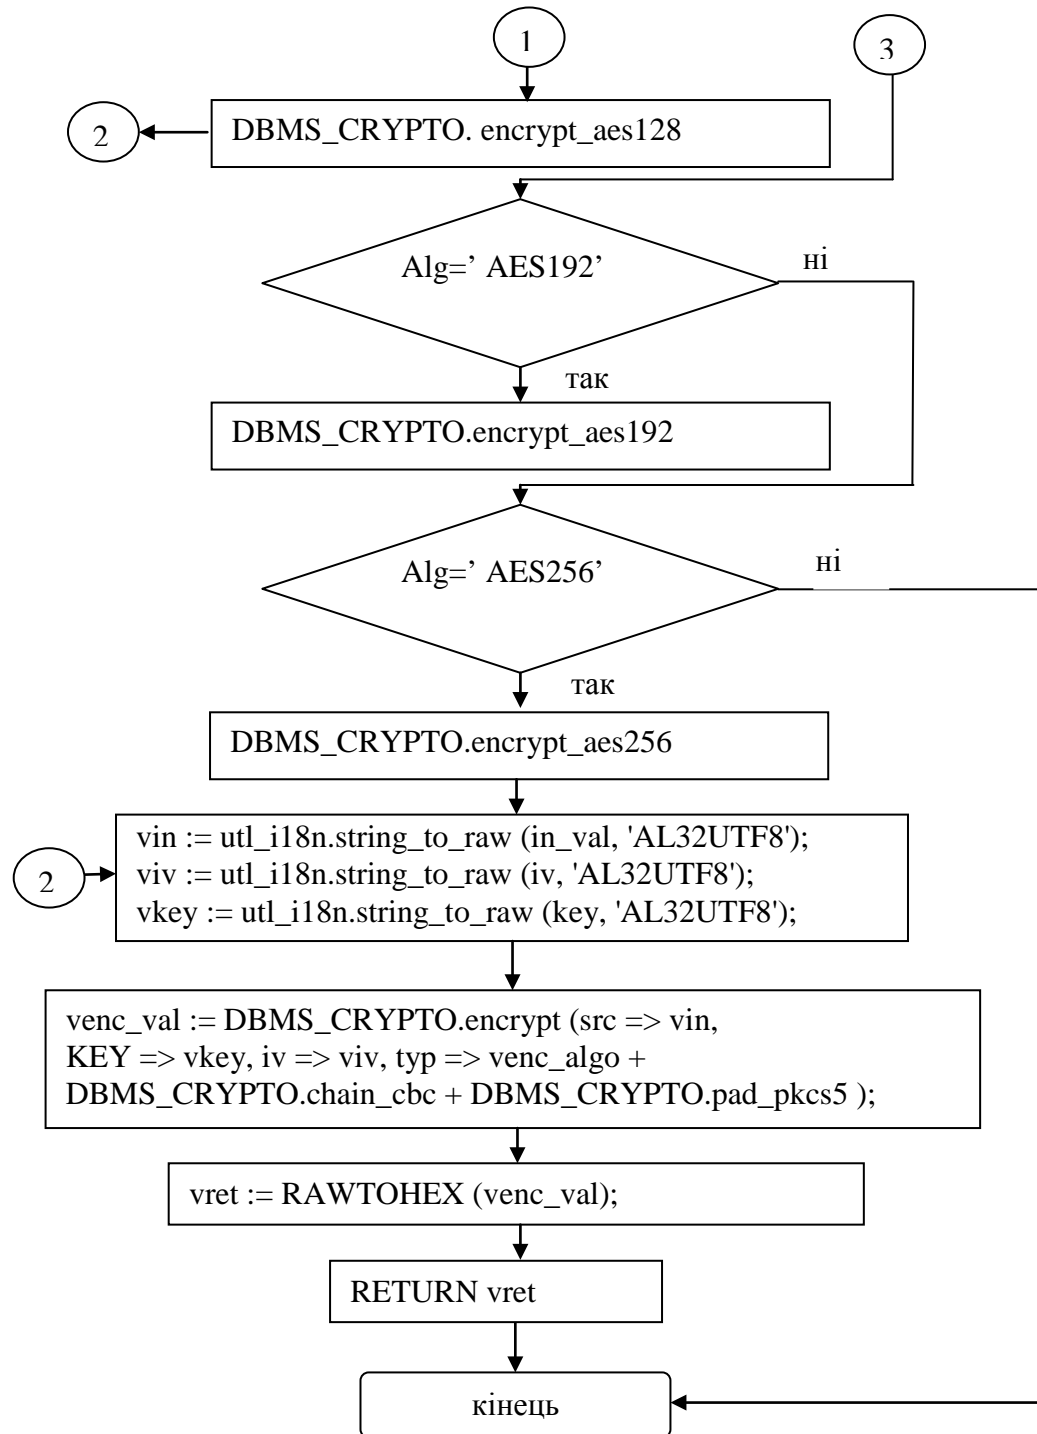 1
3
2
DBMS_CRYPTO. encrypt_aes128
Alg=’ AES192’
ні
так
DBMS_CRYPTO.encrypt_aes192
Alg=’ AES256’
ні
так
DBMS_CRYPTO.encrypt_aes256
2
vin := utl_i18n.string_to_raw (in_val, 'AL32UTF8');
viv := utl_i18n.string_to_raw (iv, 'AL32UTF8');
vkey := utl_i18n.string_to_raw (key, 'AL32UTF8');
venc_val := DBMS_CRYPTO.encrypt (src => vin,
KEY => vkey, iv => viv, typ => venc_algo +
DBMS_CRYPTO.chain_cbc + DBMS_CRYPTO.pad_pkcs5 );
vret := RAWTOHEX (venc_val);
RETURN vret
кінець